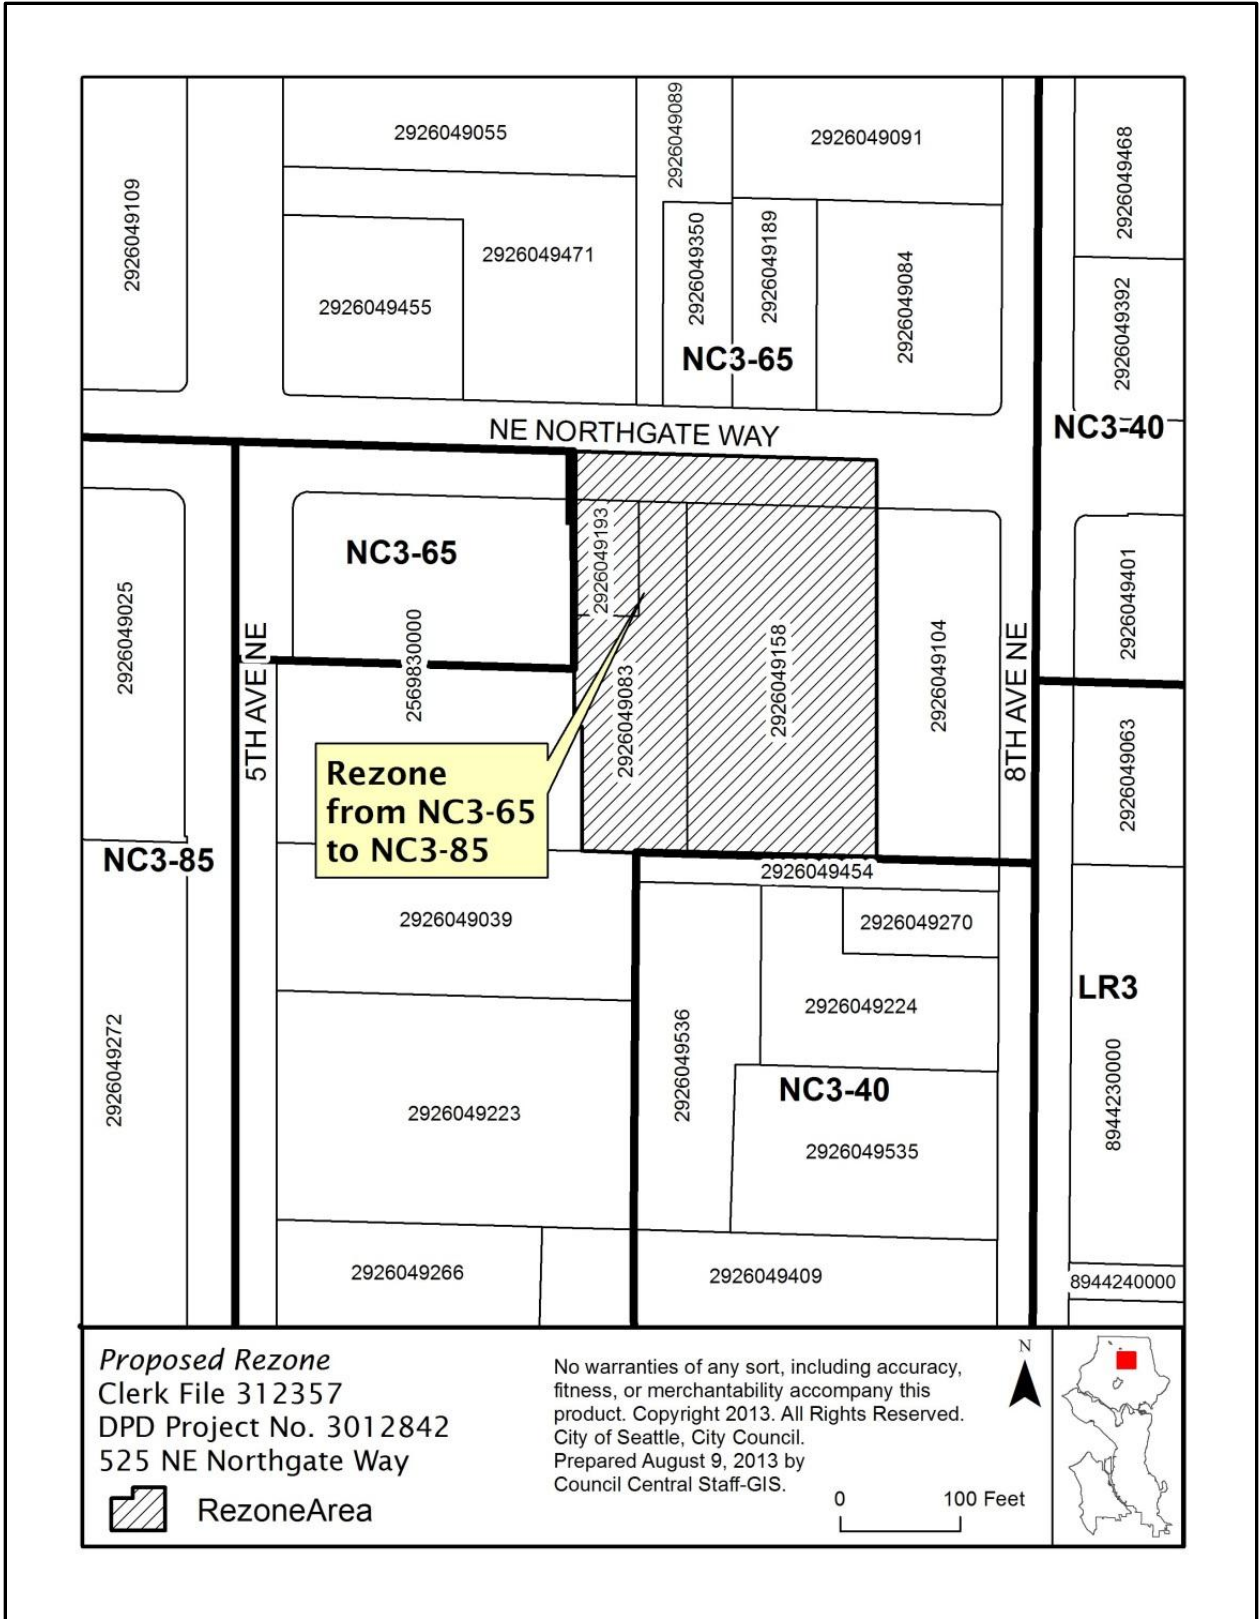 2926049109
2926049055
2926049089
2926049091
2926049468
2926049471
2926049455
2926049350
2926049189
2926049084
2926049392
NC3-65
NE NORTHGATE WAY
NC3-40
2926049025
NC3-65
2926049193
2926049401
5TH AVE NE
2569830000
2926049083
2926049158
2926049104
8TH AVE NE
2926049063
Rezone
from NC3-65
to NC3-85
NC3-85
2926049454
2926049039
2926049270
2926049272
2926049536
2926049224
LR3
2926049223
NC3-40
2926049535
8944230000
2926049266
2926049409
8944240000
Proposed Rezone
Clerk File 312357
DPD Project No. 3012842
525 NE Northgate Way
RezoneArea
No warranties of any sort, including accuracy,
fitness, or merchantability accompany this
product. Copyright 2013. All Rights Reserved.
City of Seattle, City Council.
Prepared August 9, 2013 by
Council Central Staff-GIS.
N
0 100 Feet